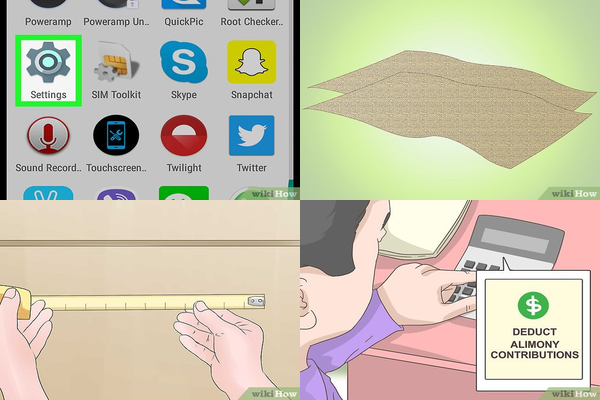 Poweramp
Poweramp Un..
QuickPic
Root Checker..
Settings
SIM Toolkit
Skype
Snapchat
Sound Record..
Touchscreen..
Twilight
Twitter
wikiHow
wikiHow
wikiHow
$
DEDUCT
ALIMONY
CONTRIBUTIONS
wikiHow